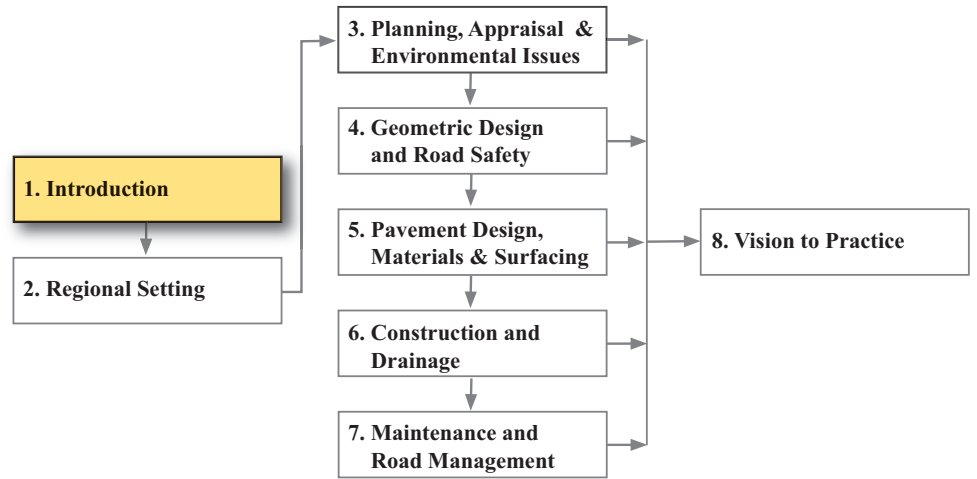 1. Introduction
2. Regional Setting
3. Planning, Appraisal &
Environmental Issues
4. Geometric Design
and Road Safety
5. Pavement Design,
Materials & Surfacing
6. Construction and
Drainage
7. Maintenance and
Road Management
8. Vision to Practice